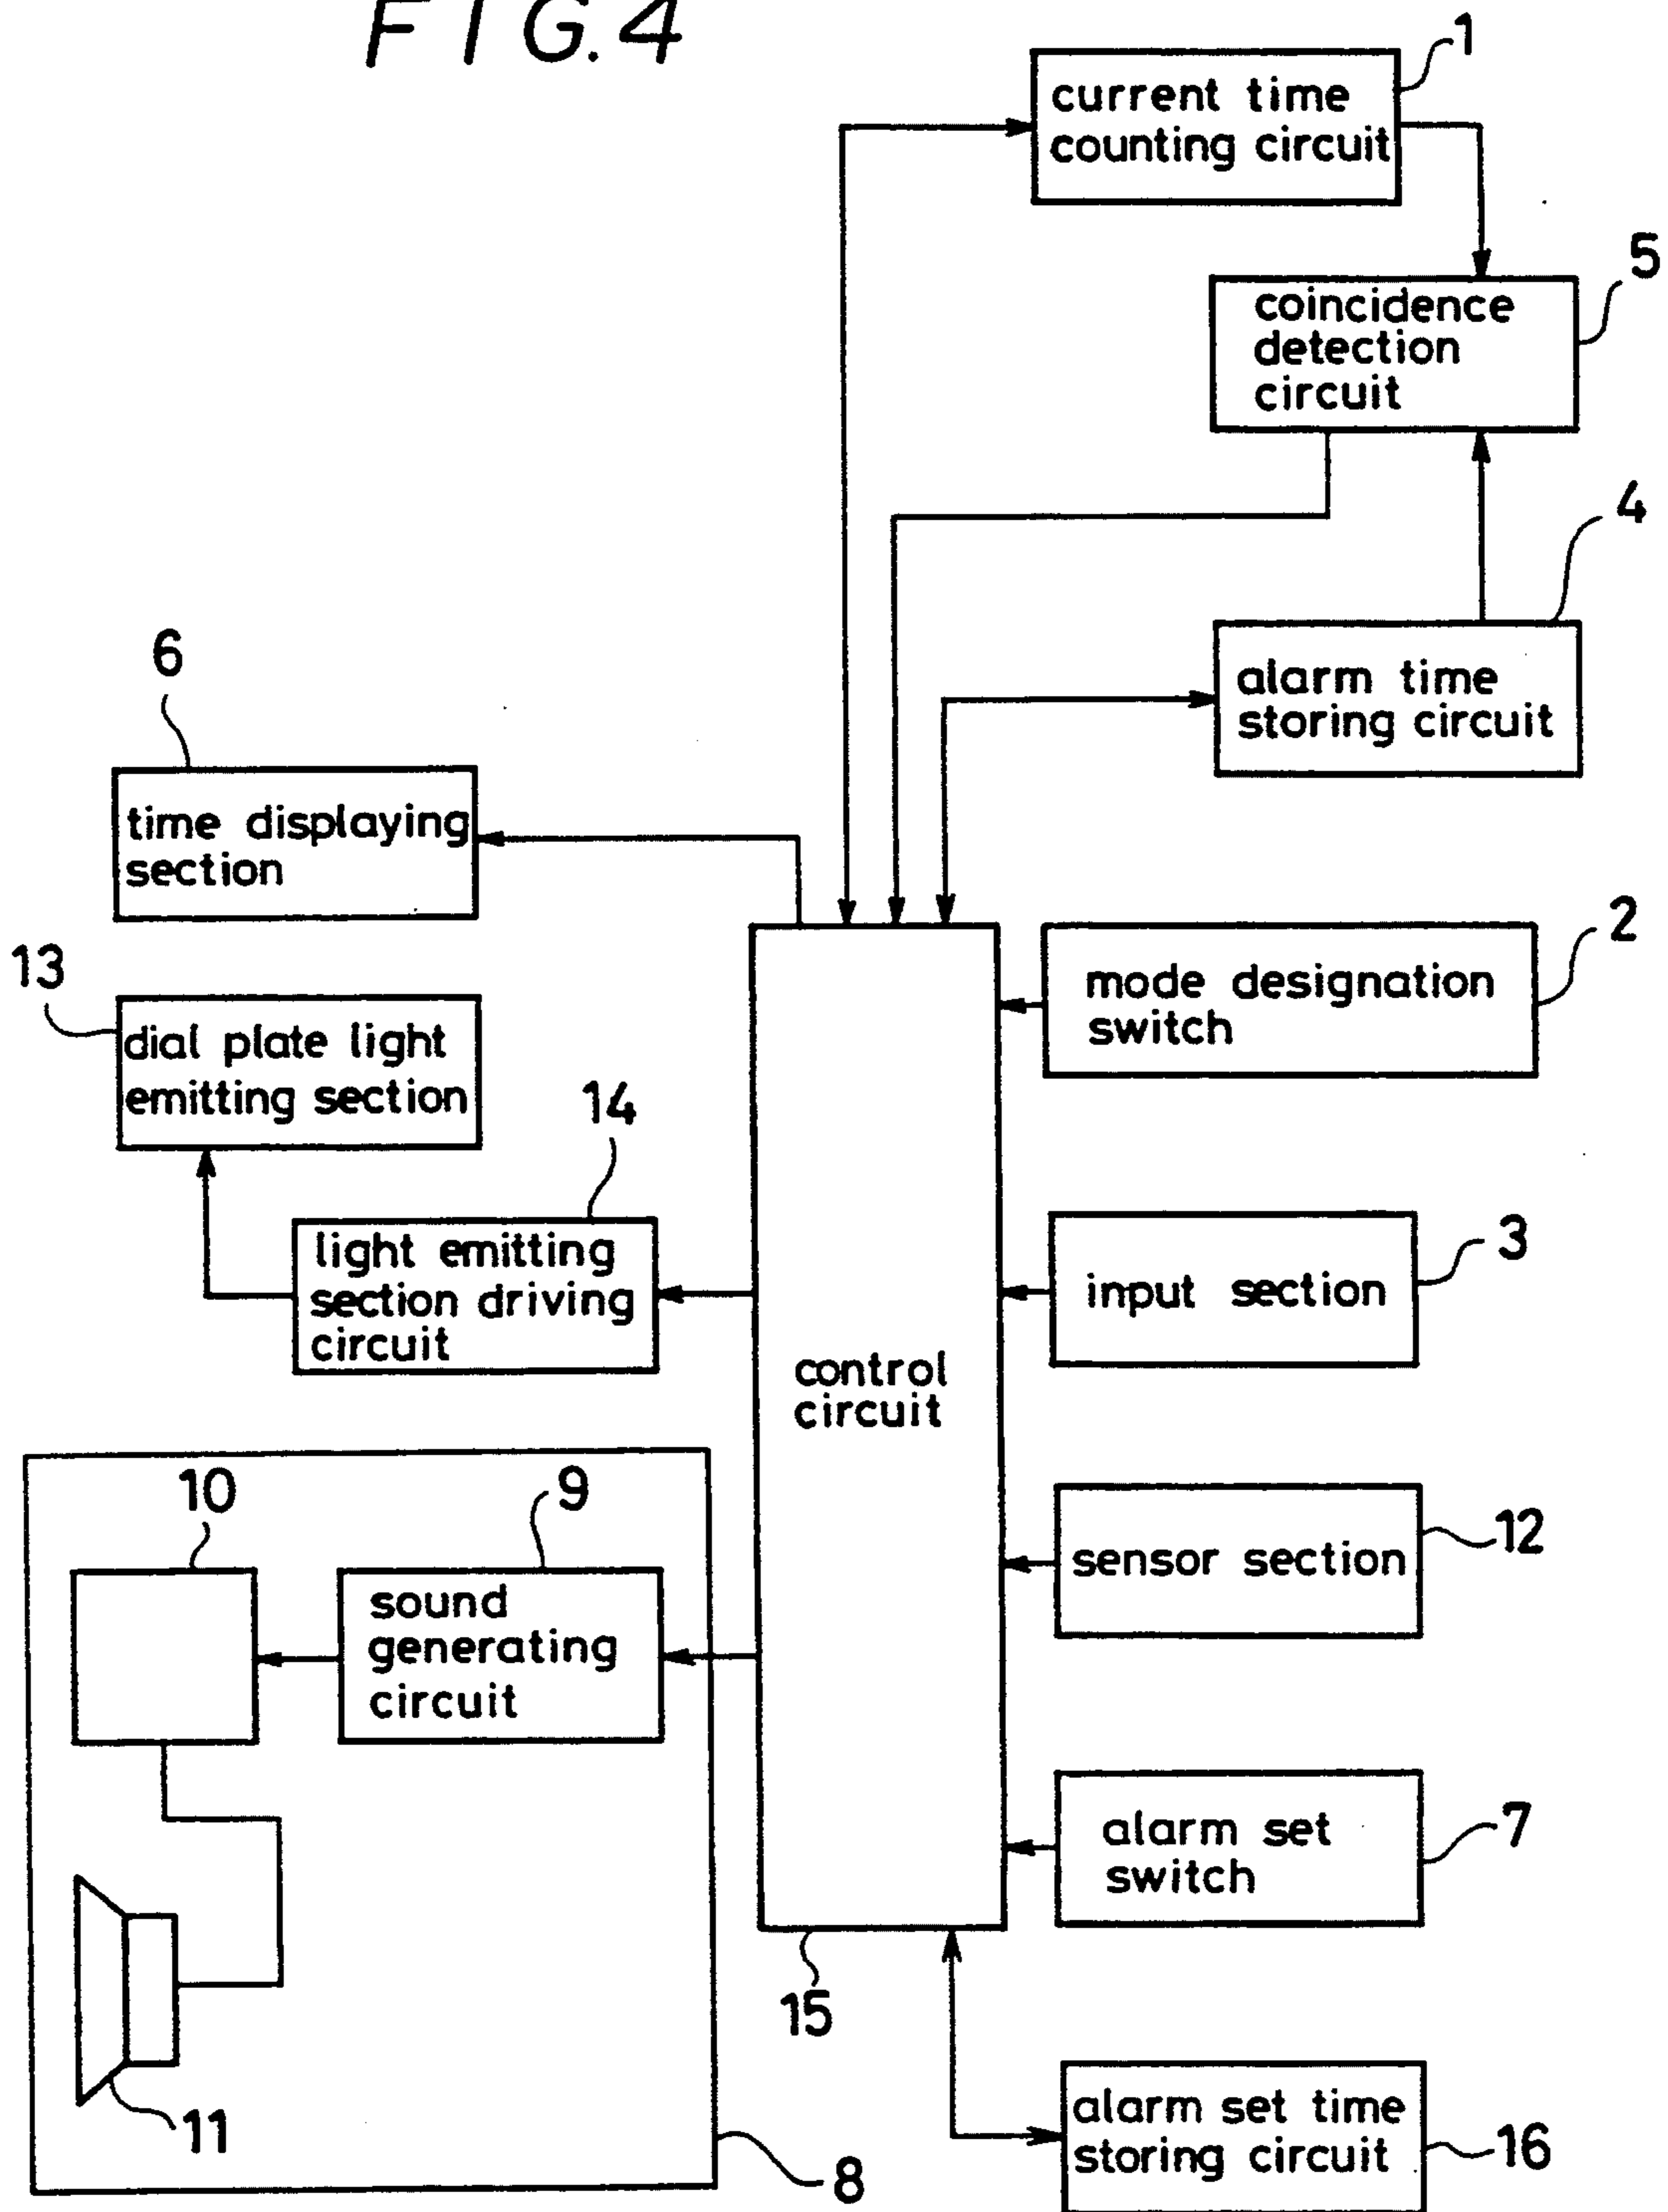 FIG. 4
1
current time
counting circuit
5
coincidence
detection
circuit
4
alarm time
storing circuit
6
time displaying
section
2
mode designation
switch
13
dial plate light
emitting section
14
light emitting
section driving
circuit
3
input section
control
circuit
10
9
sound
generating
circuit
12
sensor section
7
alarm set
switch
15
11
8
alarm set time
storing circuit
16